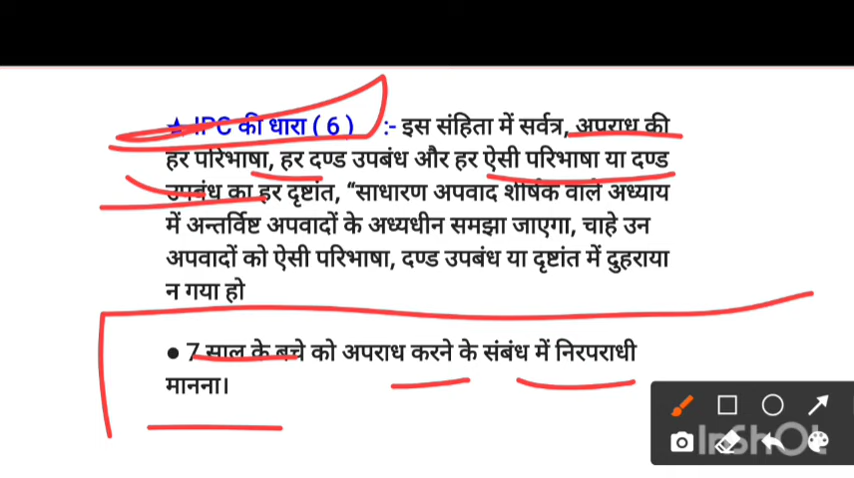 ★ IPC की धारा ( 6 ) :- इस संहिता में सर्वत्र, अपराध की
हर परिभाषा, हर दण्ड उपबंध और हर ऐसी परिभाषा या दण्ड
उपबंध का हर दृष्टांत, “साधारण अपवाद शीर्षक वाले अध्याय
में अन्तर्विष्ट अपवादों के अध्यधीन समझा जाएगा, चाहे उन
अपवादों को ऐसी परिभाषा, दण्ड उपबंध या दृष्टांत में दुहराया
न गया हो
● 7 साल के बचे को अपराध करने के संबंध में निरपराधी
मानना।
InShOt